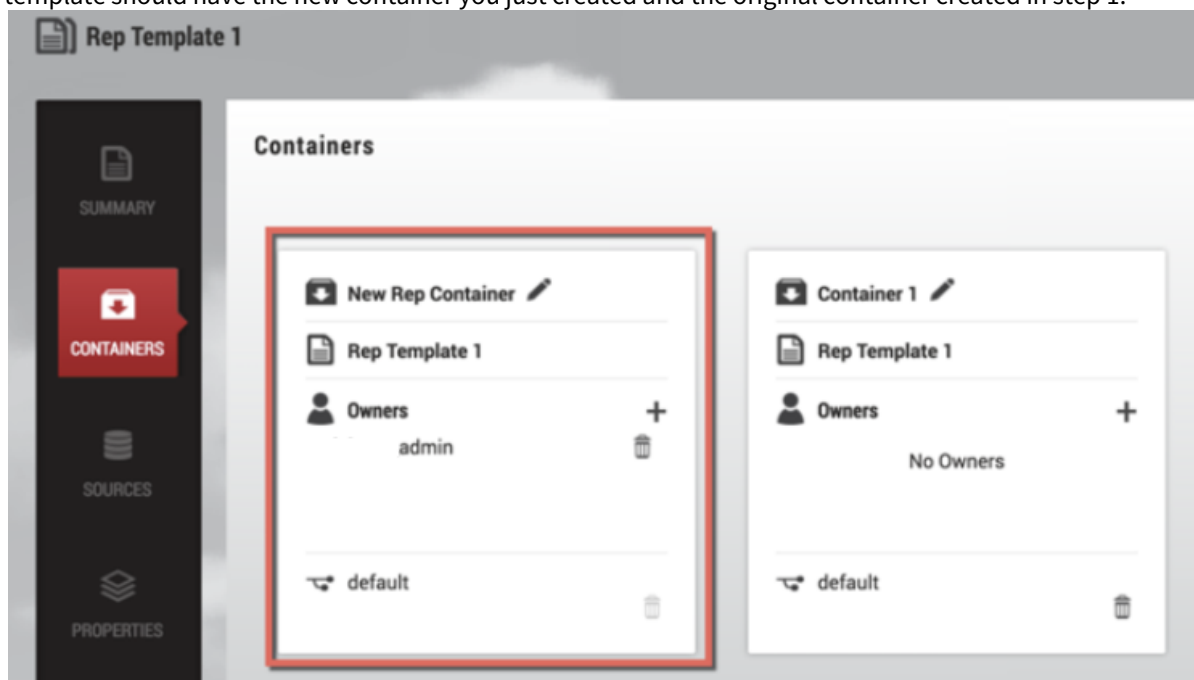 template should have the new container you just created and the original container created in step 1.
Rep Template 1
SUMMARY
CONTAINERS
SOURCES
PROPERTIES
Containers
New Rep Container
Rep Template 1
Owners
admin
default
Container 1
Rep Template 1
Owners
No Owners
default